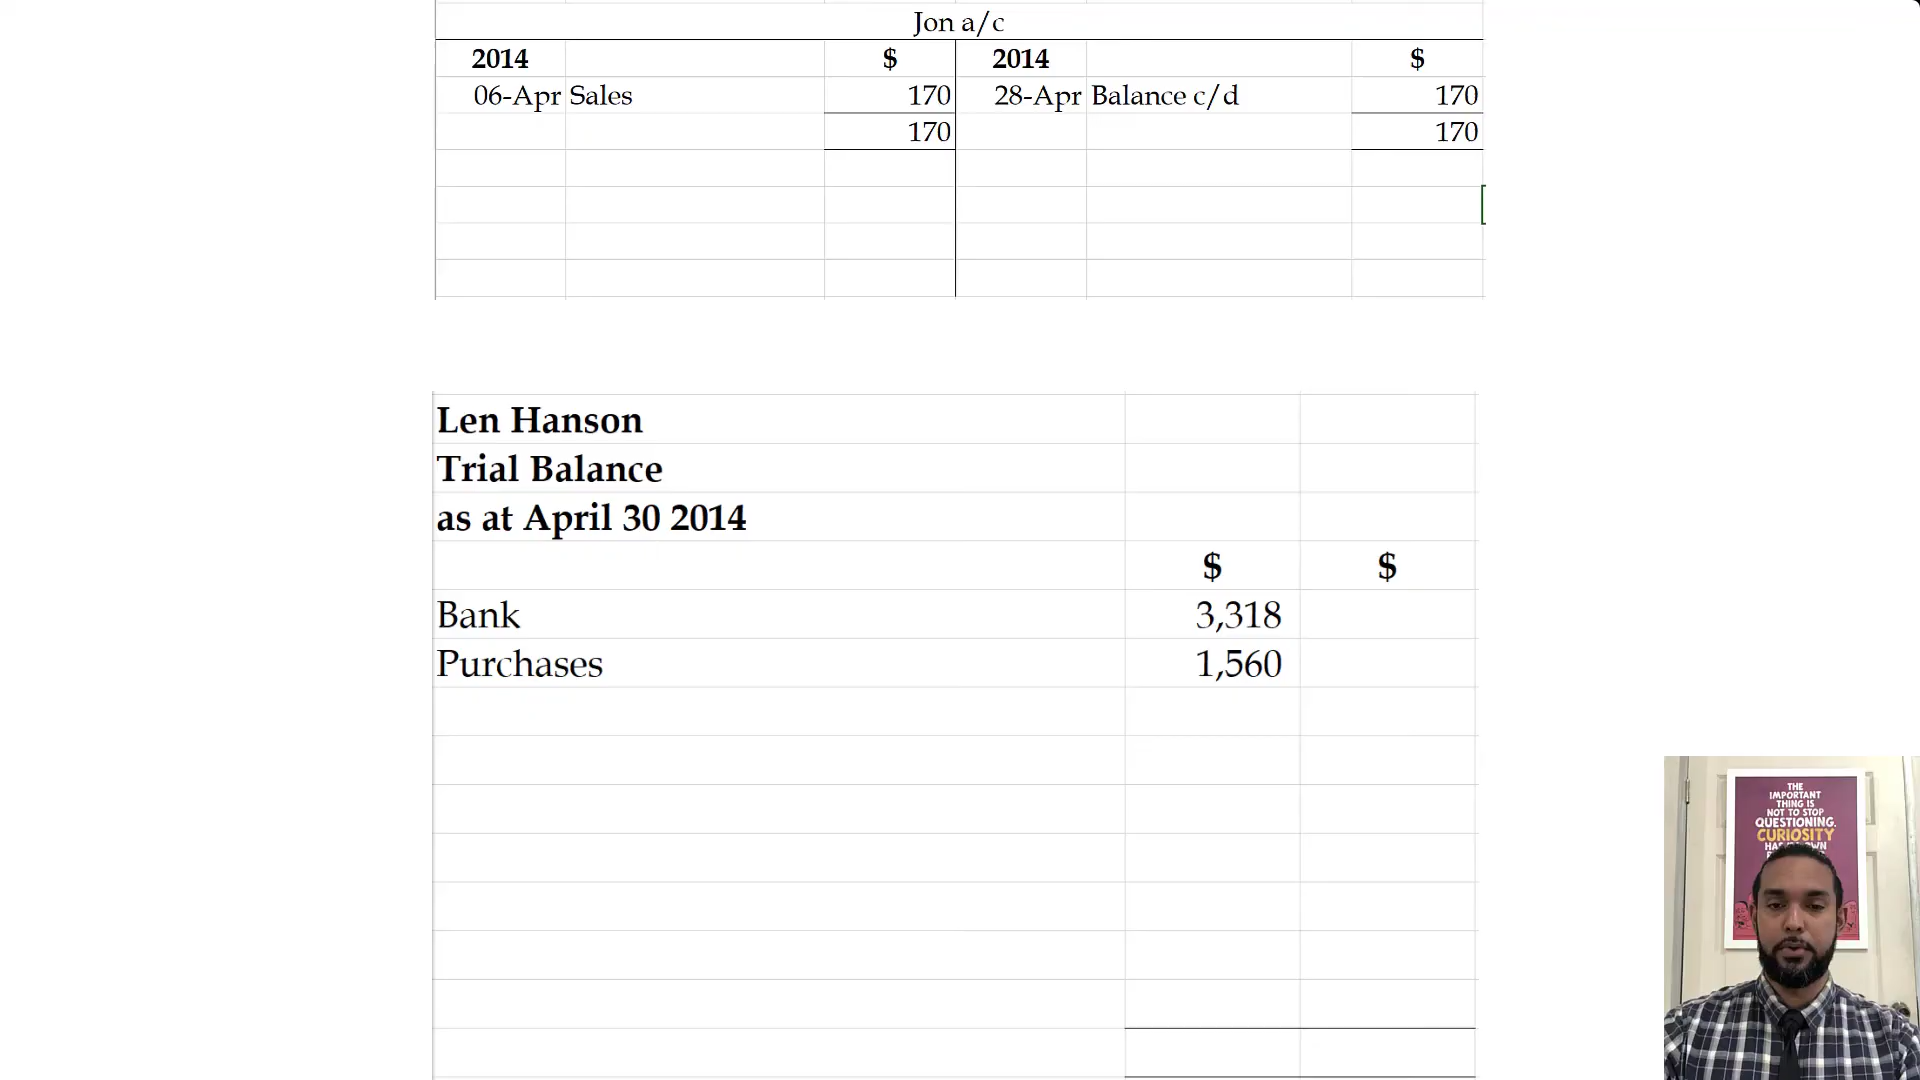 Jon a/c
2014 $ 2014 $
06-Apr Sales 170 28-Apr Balance c/d 170
170 170
Len Hanson
Trial Balance
as at April 30 2014
$ $
Bank 3,318
Purchases 1,560
THE
IMPORTANT
THING IS
NOT TO STOP
QUESTIONING.
CURIOSITY